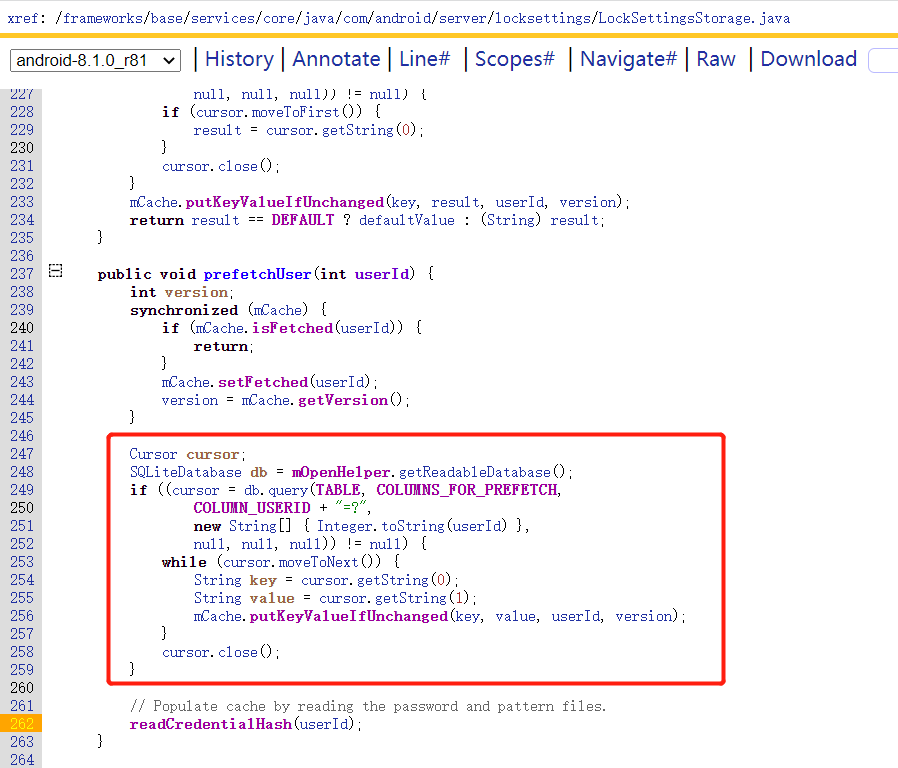 xref: /frameworks/base/services/core/java/com/android/server/locksettings/LockSettingsStorage.java
android-8.1.0_r81 | History | Annotate | Line# | Scopes# | Navigate# | Raw | Download
227 null, null, null)) != null) {
228 if (cursor.moveToFirst()) {
229 result = cursor.getString(0);
230 }
231 cursor.close();
232 }
233 mCache.putKeyValueIfUnchanged(key, result, userId, version);
234 return result == DEFAULT ? defaultValue : (String) result;
235 }
236
237 public void prefetchUser(int userId) {
238 int version;
239 synchronized (mCache) {
240 if (mCache.isFetched(userId)) {
241 return;
242 }
243 mCache.setFetched(userId);
244 version = mCache.getVersion();
245 }
246
247 Cursor cursor;
248 SQLiteDatabase db = mOpenHelper.getReadableDatabase();
249 if ((cursor = db.query(TABLE, COLUMNS_FOR_PREFETCH,
250 COLUMN_USERID + "=?",
251 new String[] { Integer.toString(userId) },
252 null, null, null)) != null) {
253 while (cursor.moveToNext()) {
254 String key = cursor.getString(0);
255 String value = cursor.getString(1);
256 mCache.putKeyValueIfUnchanged(key, value, userId, version);
257 }
258 cursor.close();
259 }
260
261 // Populate cache by reading the password and pattern files.
262 readCredentialHash(userId);
263 }
264